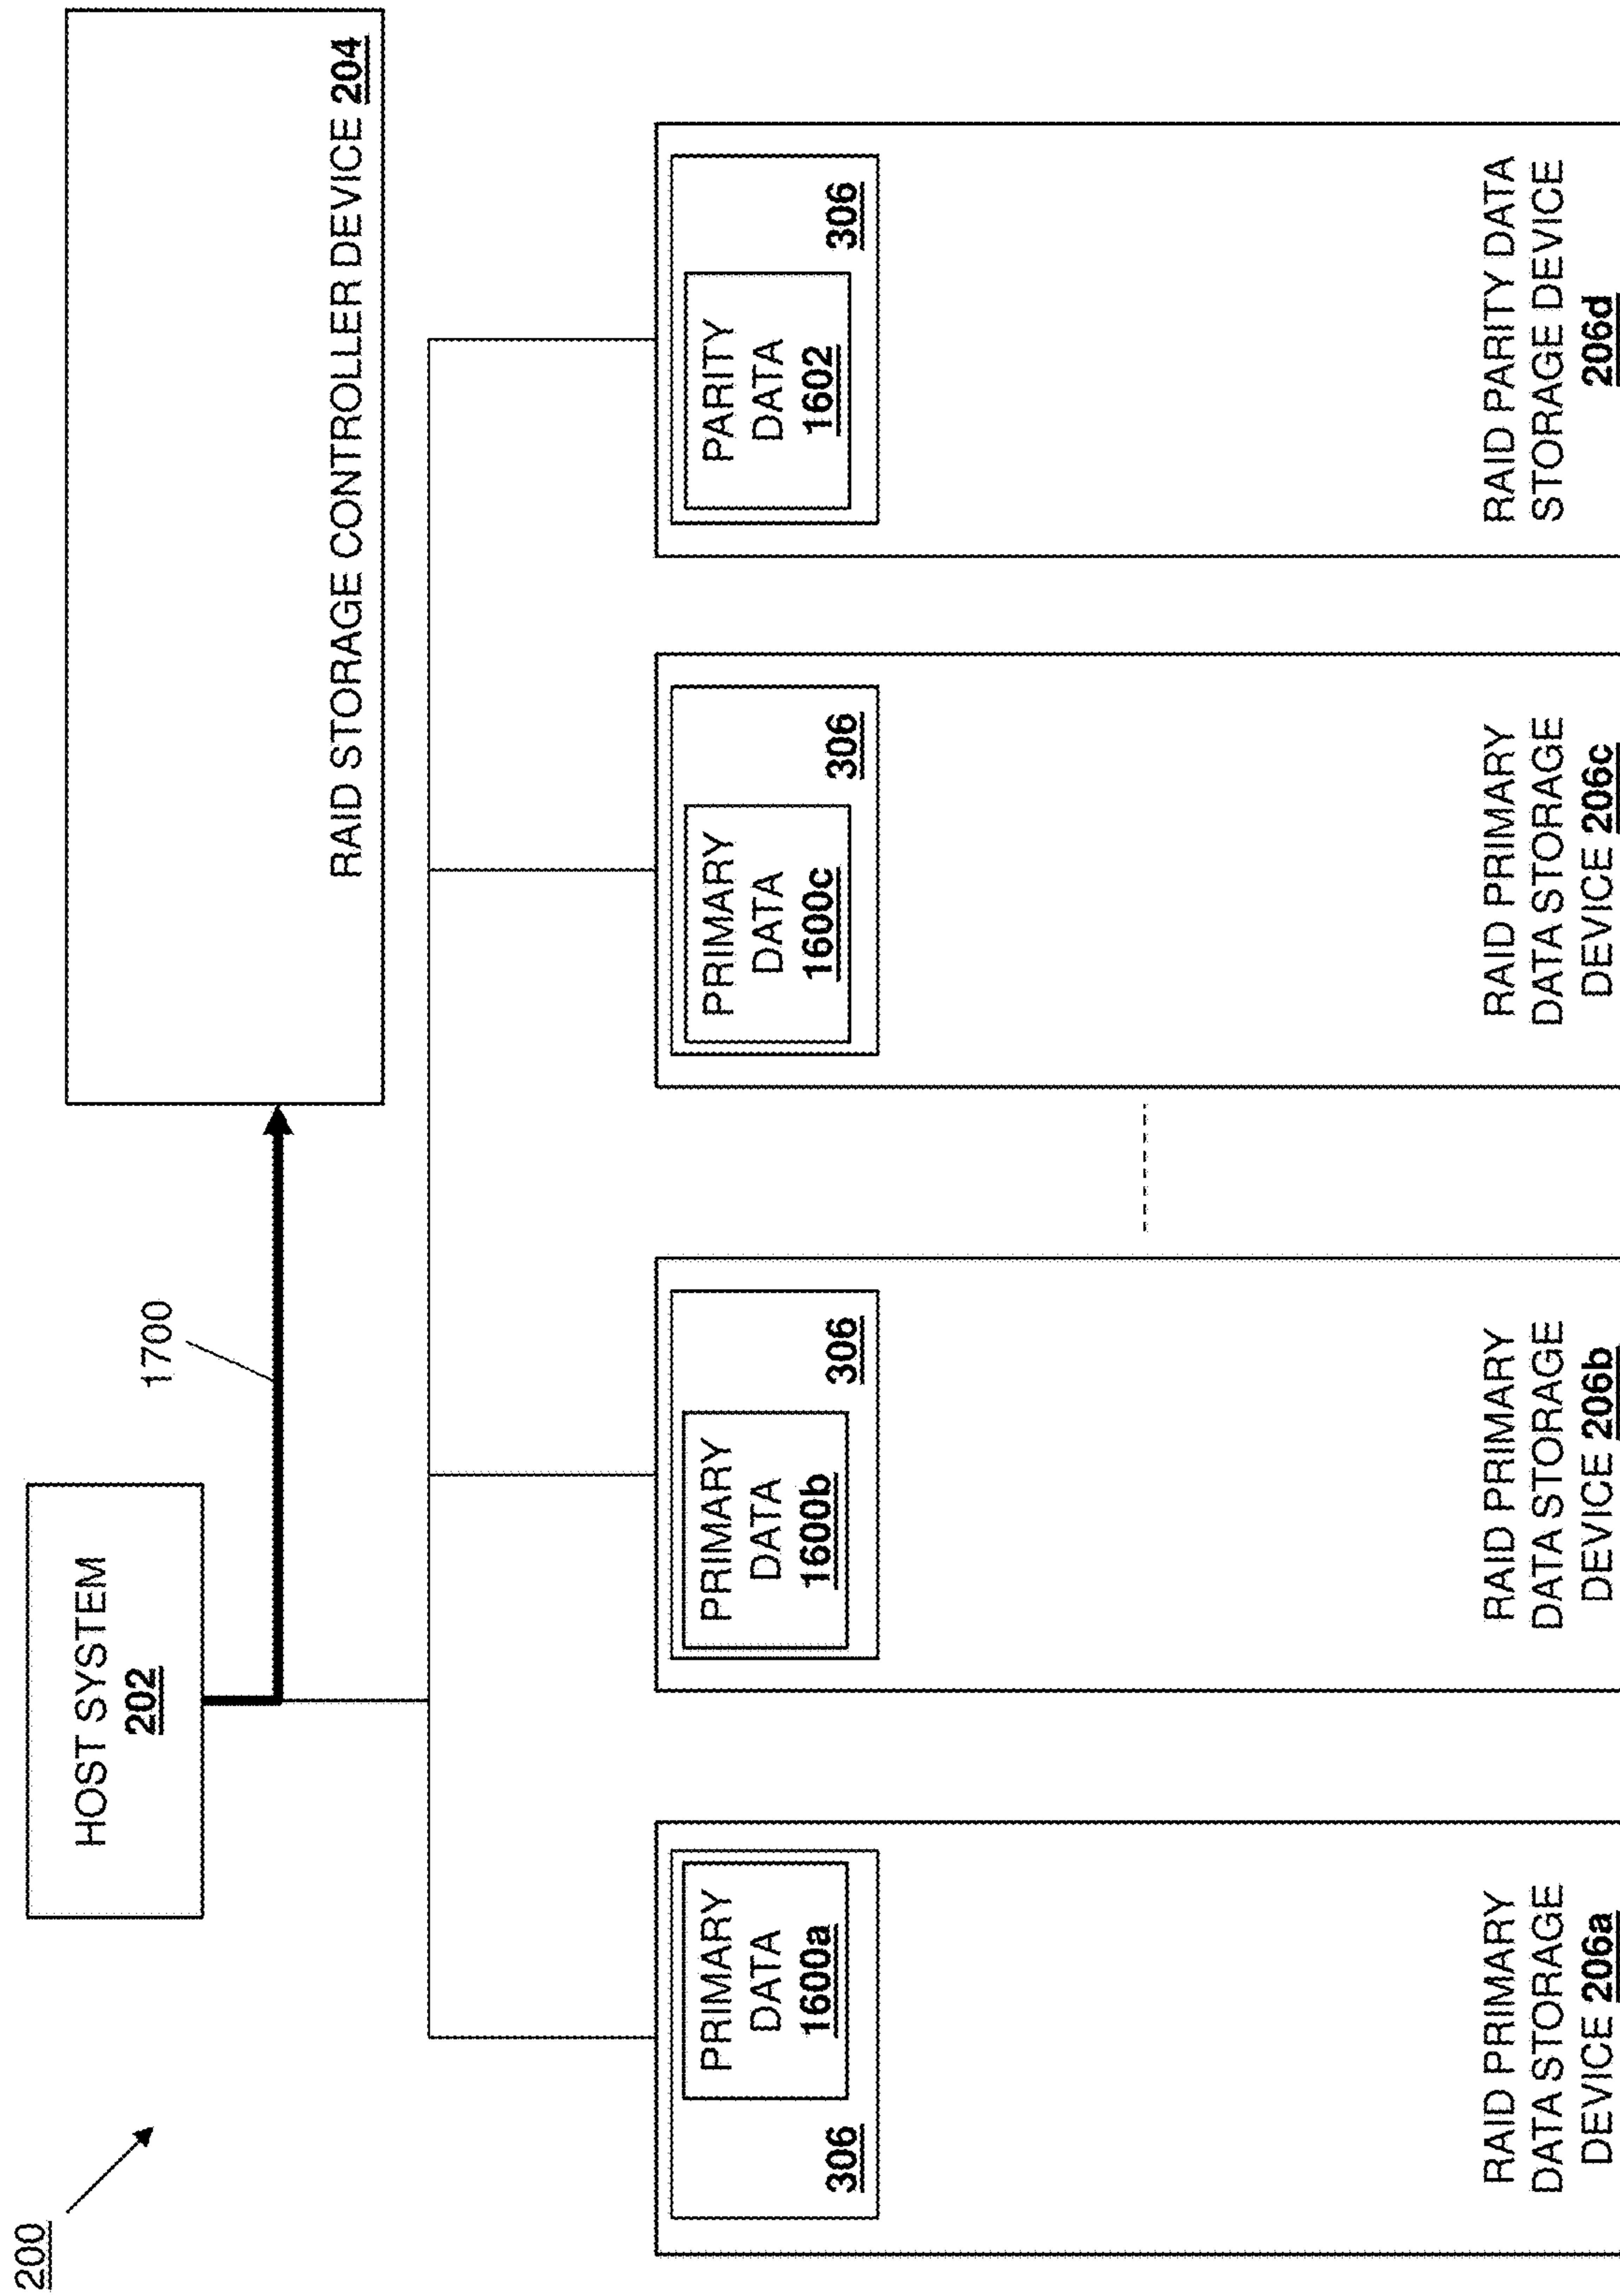 200
HOST SYSTEM
202
1700
RAID STORAGE CONTROLLER DEVICE 204
306
PRIMARY
DATA
1600a
RAID PRIMARY
DATA STORAGE
DEVICE 206a
PRIMARY
DATA
1600b
306
RAID PRIMARY
DATA STORAGE
DEVICE 206b
PRIMARY
DATA
1600c
306
RAID PRIMARY
DATA STORAGE
DEVICE 206c
PARITY
DATA
1602
306
RAID PARITY DATA
STORAGE DEVICE
206d